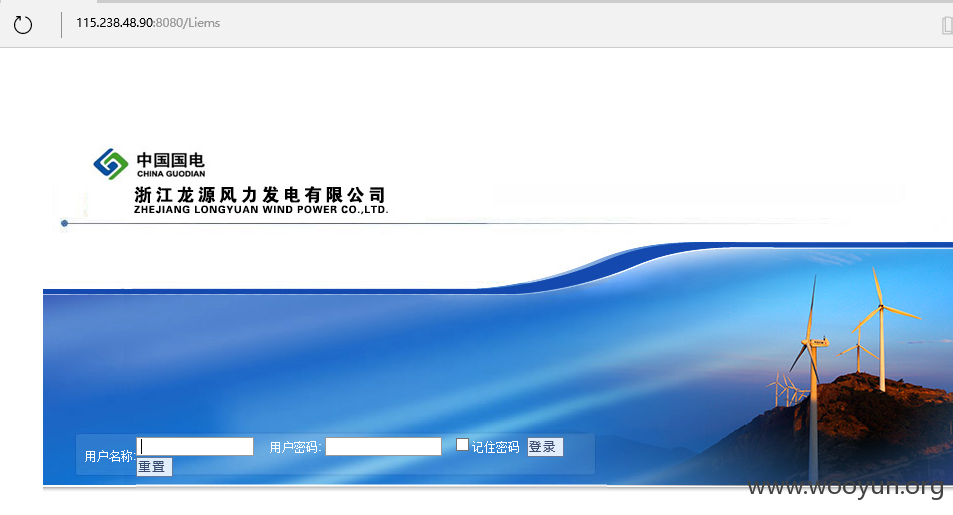 115.238.48.90:8080/Liems
中国国电
CHINA GUODIAN
浙江龙源风力发电有限公司
ZHEJIANG LONGYUAN WIND POWER CO.,LTD.
用户名称: 用户密码: 记住密码 登录
重置
www.wooyun.org